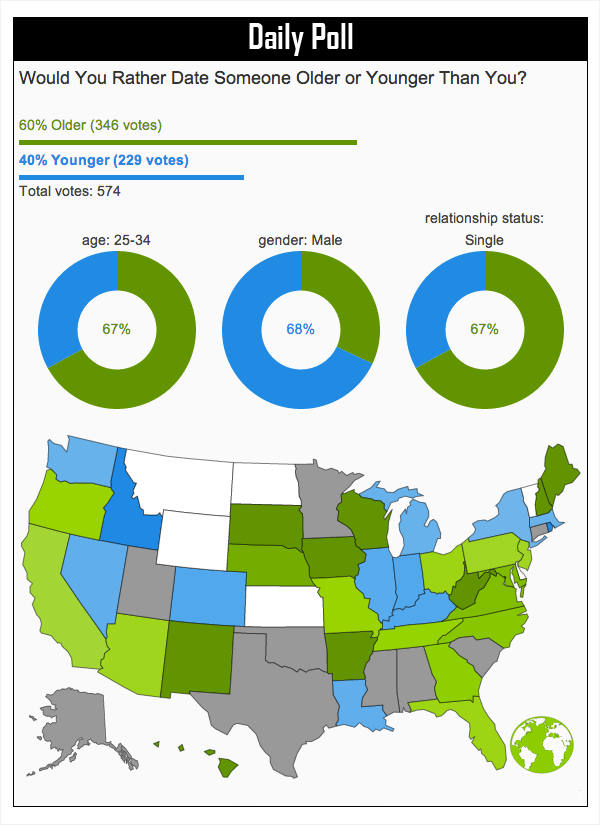 Daily Poll
Would You Rather Date Someone Older or Younger Than You?
60% Older (346 votes)
40% Younger (229 votes)
Total votes: 574
age: 25-34
gender: Male
relationship status:
Single
67%
68%
67%